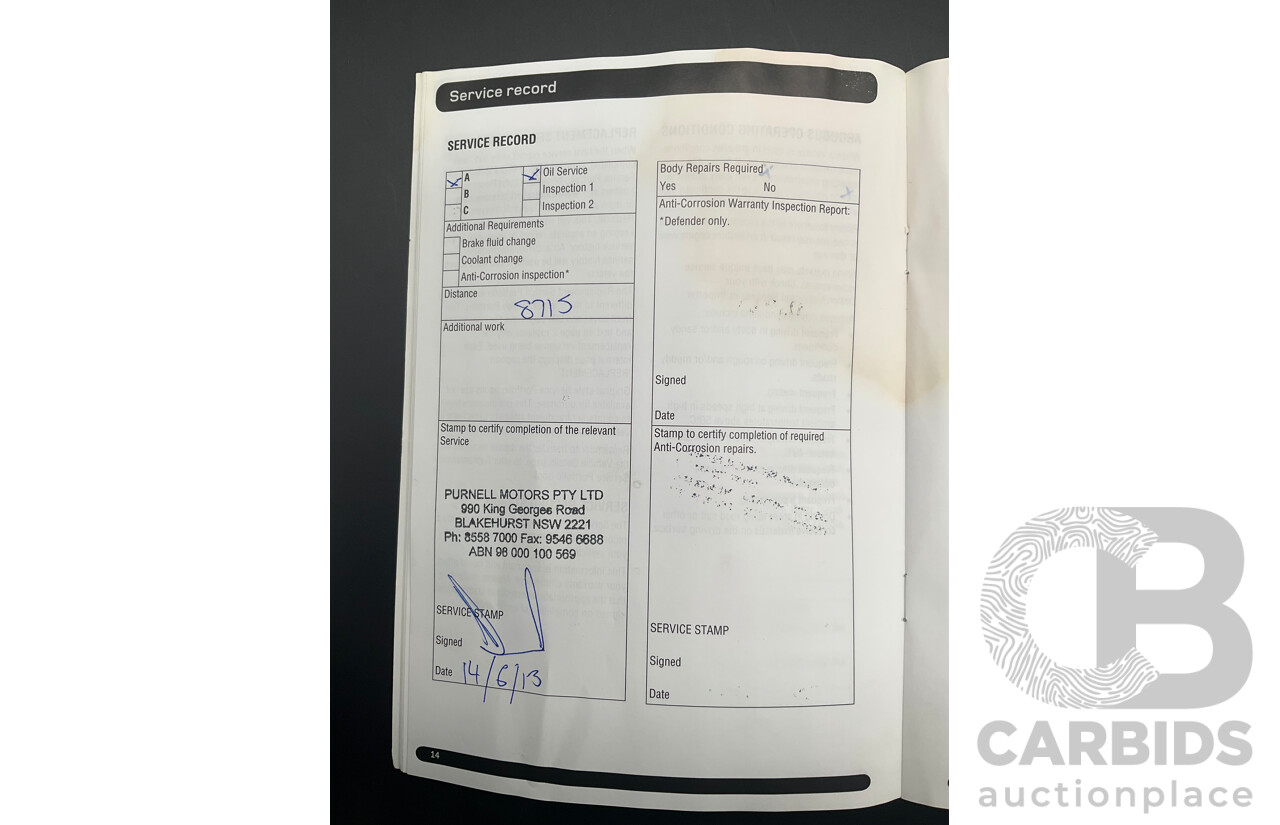 Service record
SERVICE RECORD
A
B
C
Oil Service
Inspection 1
Inspection 2
Additional Requirements
Brake fluid change
Coolant change
Anti-Corrosion inspection*
Distance
8715
Additional work
Stamp to certify completion of the relevant
Service
PURNELL MOTORS PTY LTD
990 King Georges Road
BLAKEHURST NSW 2221
Ph: 8558 7000 Fax: 9546 6688
ABN 98 000 100 569
SERVICE STAMP
Signed
Date 14/6/13
Body Repairs Required
Yes No
Anti-Corrosion Warranty Inspection Report:
*Defender only.
Signed
Date
Stamp to certify completion of required
Anti-Corrosion repairs.
SERVICE STAMP
Signed
Date
14
CB
CARBIDS
auctionplace